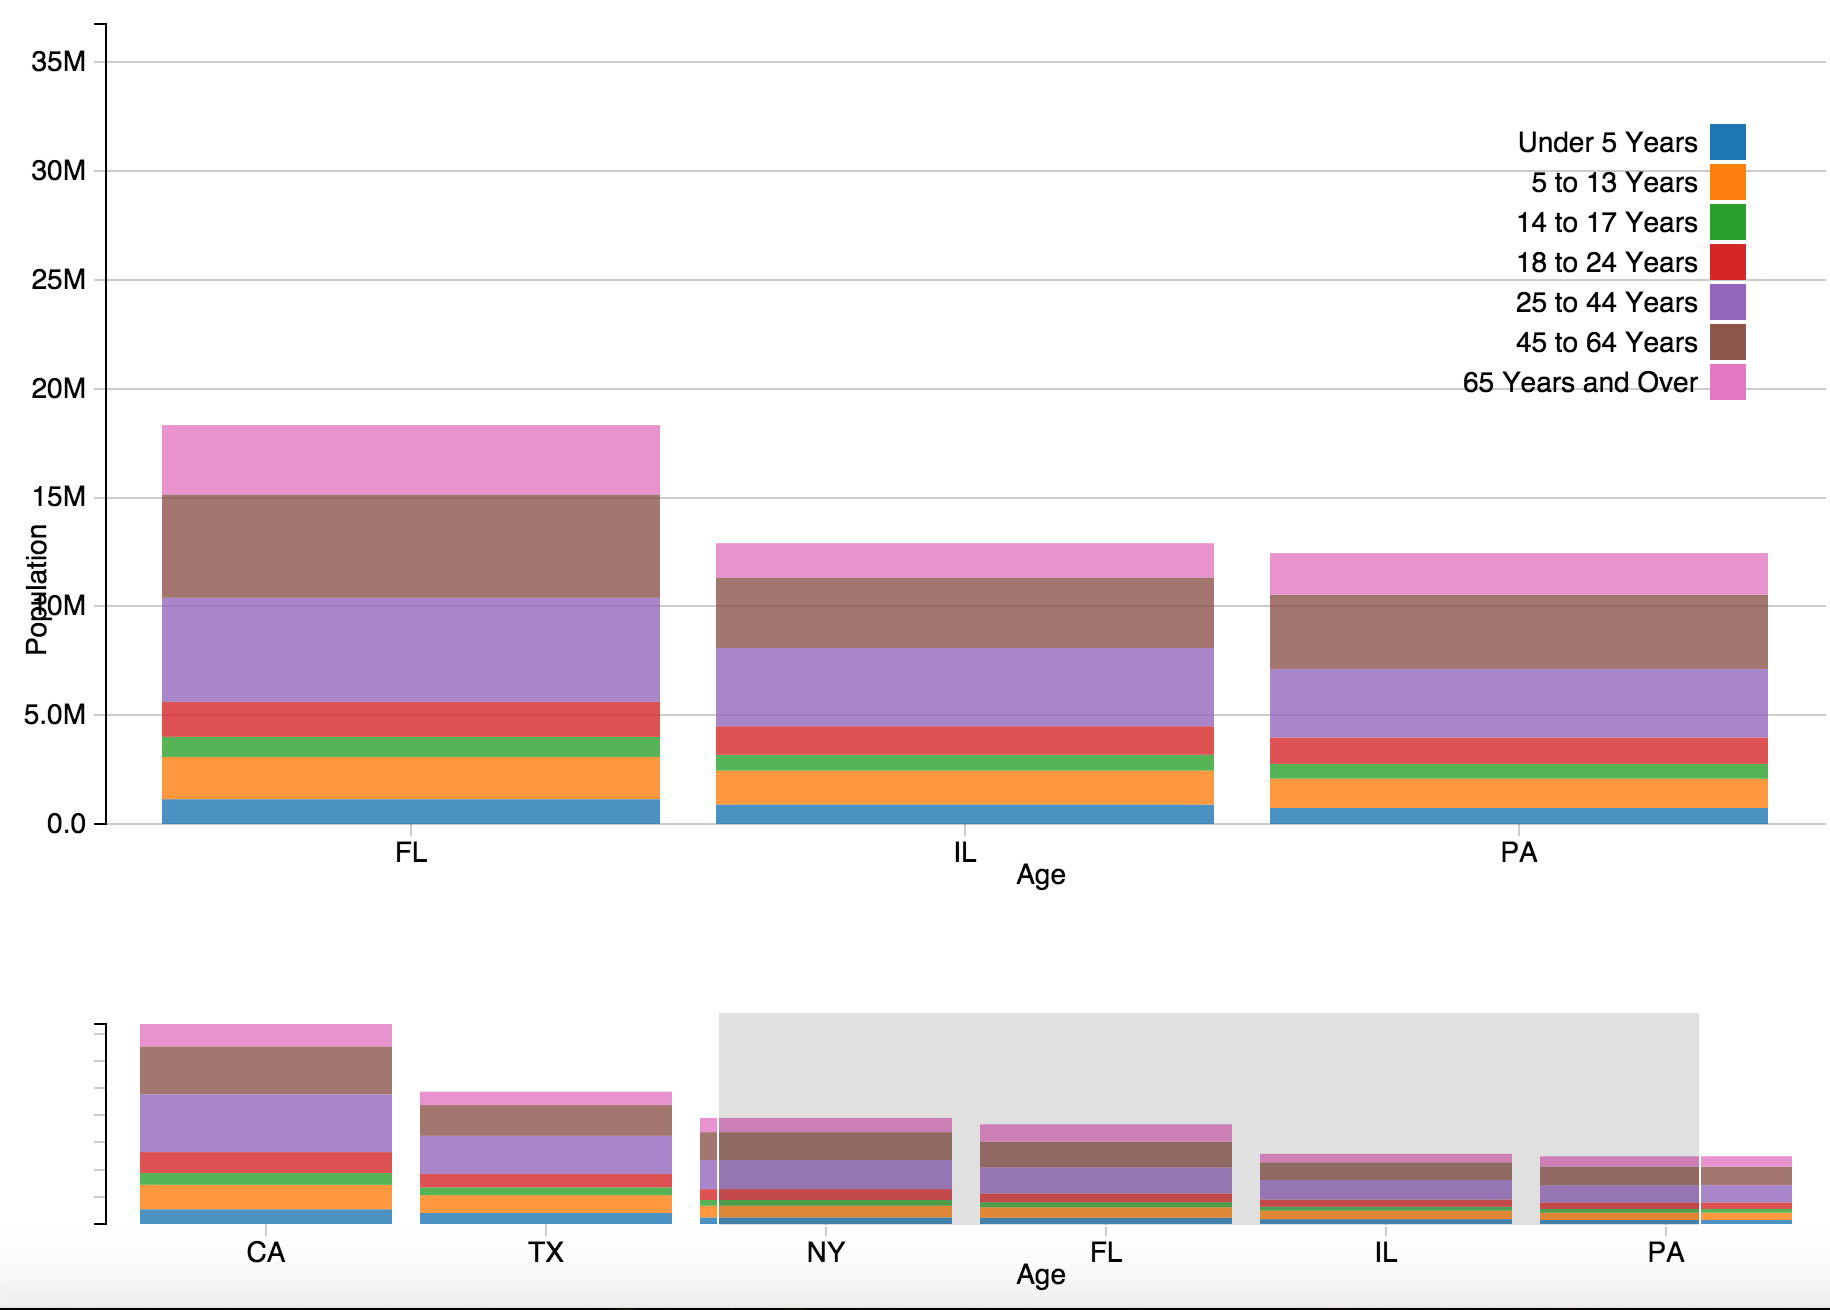 35M
30M
25M
20M
15M
10M
5.0M
0.0
Population
Under 5 Years
5 to 13 Years
14 to 17 Years
18 to 24 Years
25 to 44 Years
45 to 64 Years
65 Years and Over
FL IL PA
Age
CA TX NY FL IL PA
Age